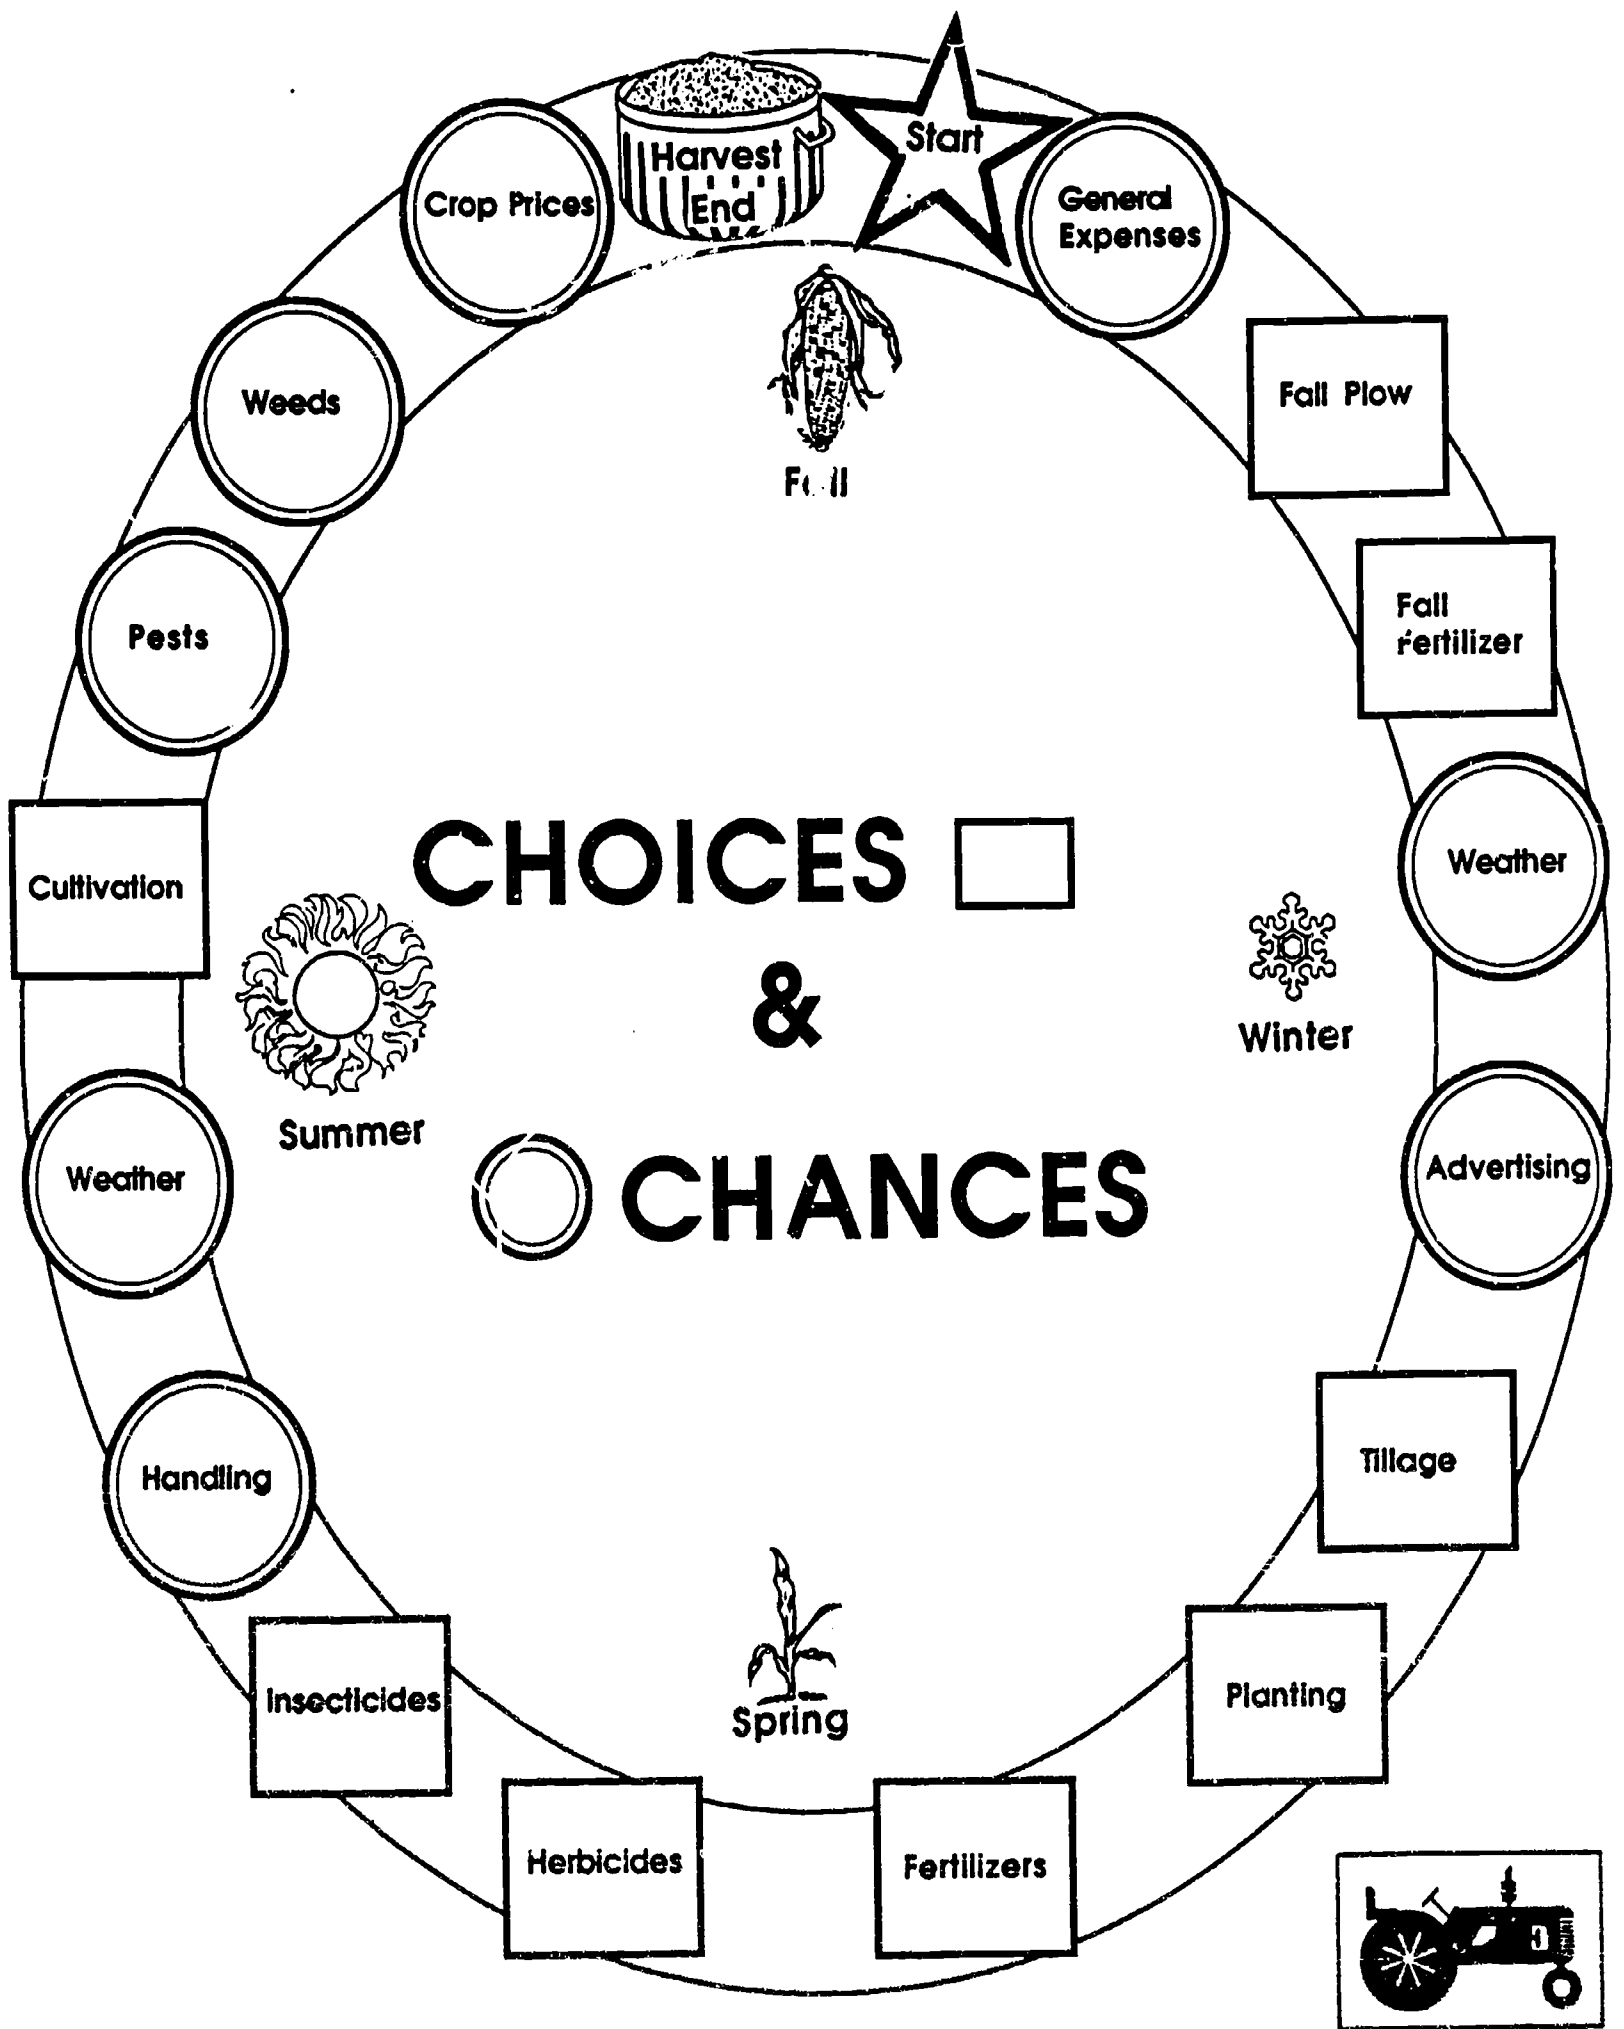 Start
General
Expenses
Fall Plow
Fall
Fertilizer
Weather
Advertising
Tillage
Planting
Fertilizers
Herbicides
Insecticides
Handling
Weather
Cultivation
Pests
Weeds
Crop Prices
Harvest
End
Fall
Winter
Spring
Summer
CHOICES
&
CHANCES